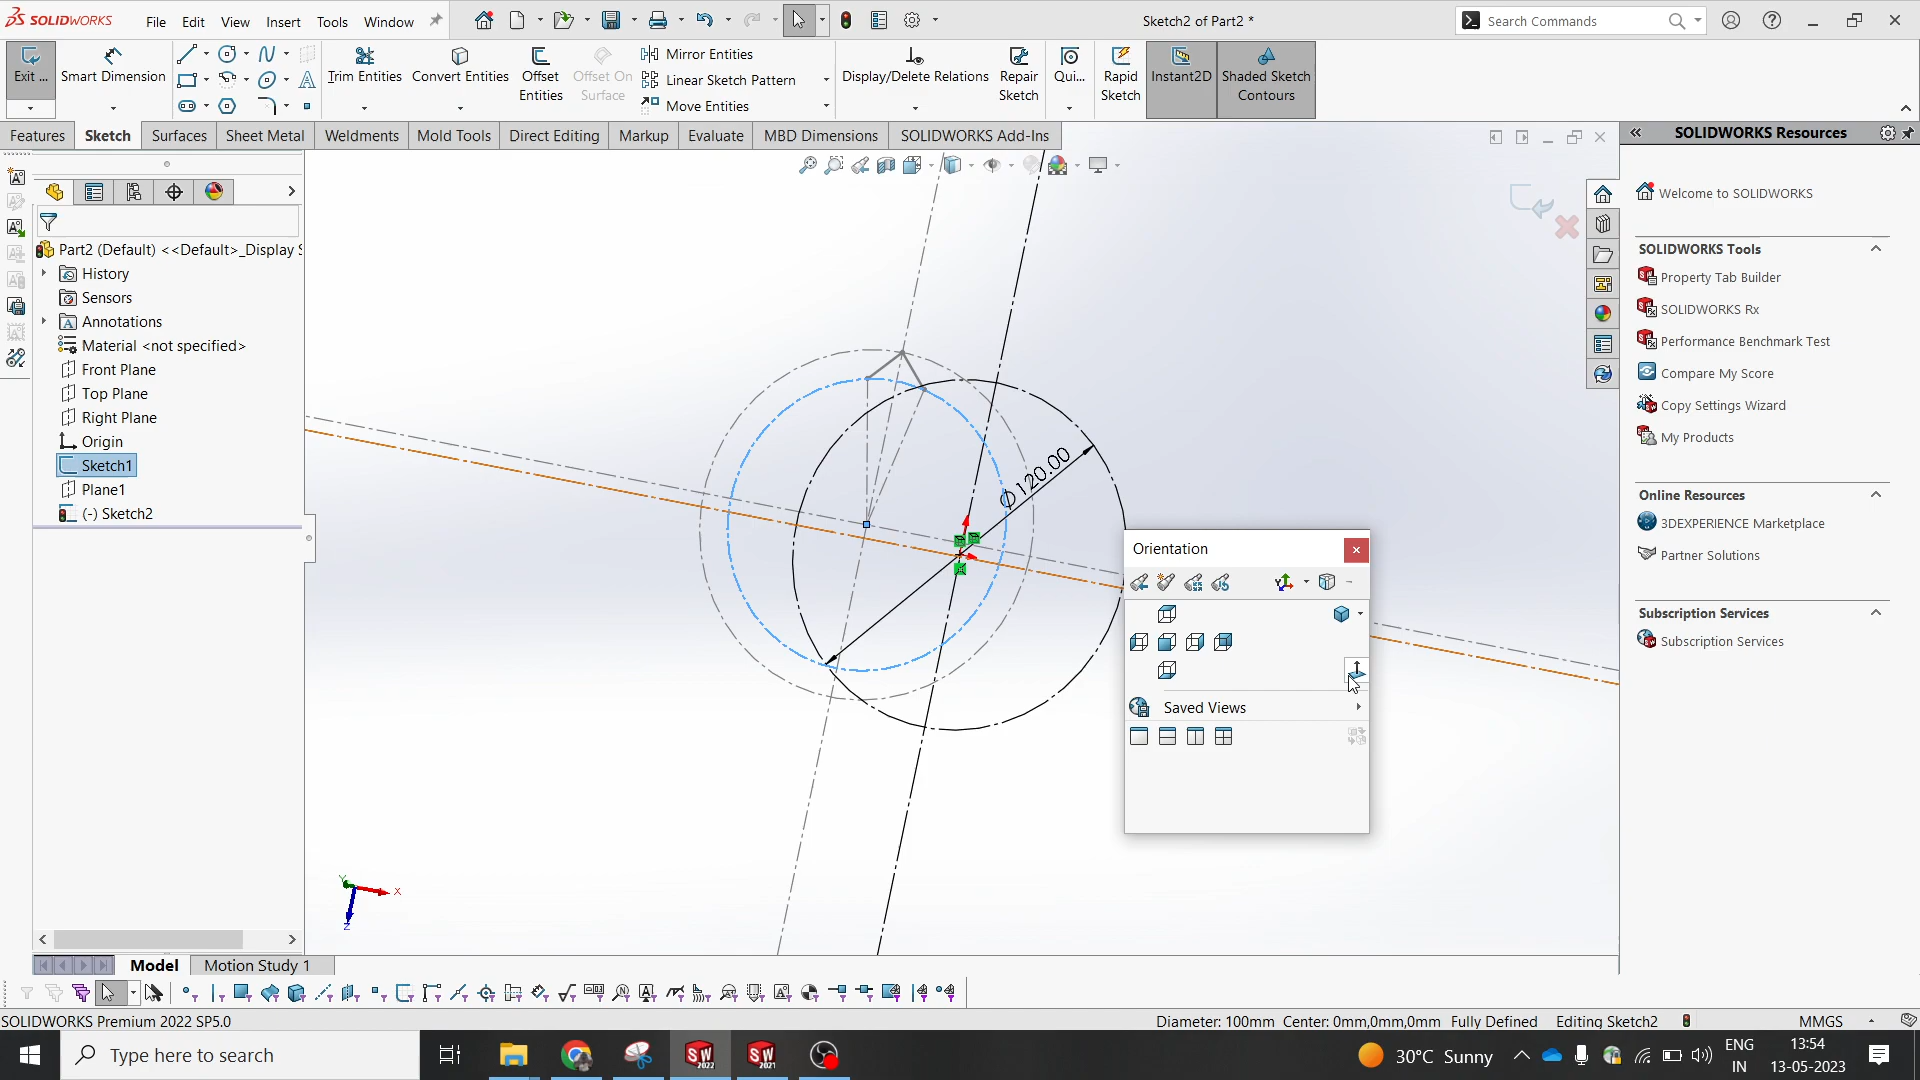 SOLIDWORKS File Edit View Insert Tools Window Sketch2 of Part2 * Search Commands
Exit ... Smart Dimension Trim Entities Convert Entities Offset Entities Offset On Surface Mirror Entities Linear Sketch Pattern Move Entities Display/Delete Relations Repair Sketch Qui... Rapid Sketch Instant2D Shaded Sketch Contours
Features Sketch Surfaces Sheet Metal Weldments Mold Tools Direct Editing Markup Evaluate MBD Dimensions SOLIDWORKS Add-Ins
SOLIDWORKS Resources
Welcome to SOLIDWORKS
SOLIDWORKS Tools
Property Tab Builder
SOLIDWORKS Rx
Performance Benchmark Test
Compare My Score
Copy Settings Wizard
My Products
Online Resources
3DEXPERIENCE Marketplace
Partner Solutions
Subscription Services
Subscription Services
Part2 (Default) <<Default>_Display S
History
Sensors
Annotations
Material <not specified>
Front Plane
Top Plane
Right Plane
Origin
Sketch1
Plane1
(-) Sketch2
Ø120.00
Orientation
Saved Views
Y X
Z
Model Motion Study 1
SOLIDWORKS Premium 2022 SP5.0 Diameter: 100mm Center: 0mm,0mm,0mm Fully Defined Editing Sketch2 MMGS
Type here to search
SW 2022 SW 2021
30°C Sunny
ENG
IN
13:54
13-05-2023